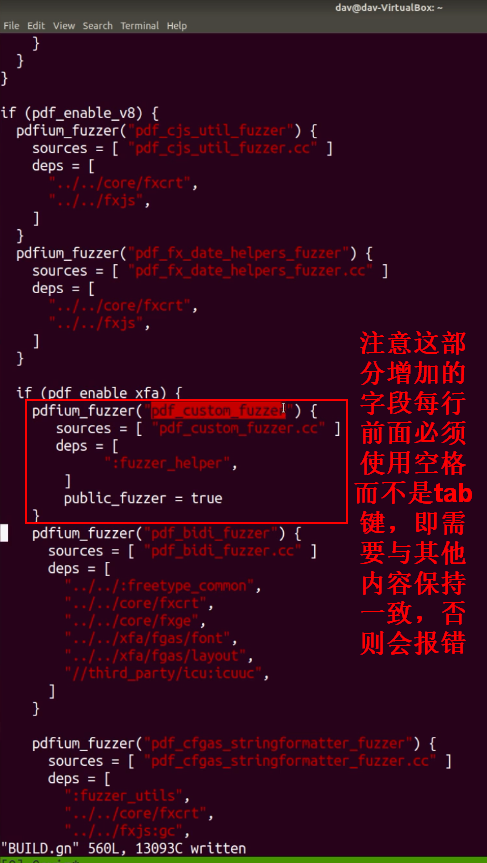 dav@dav-VirtualBox: ~
File Edit View Search Terminal Help
    }
  }
}
if (pdf_enable_v8) {
  pdfium_fuzzer("pdf_cjs_util_fuzzer") {
    sources = [ "pdf_cjs_util_fuzzer.cc" ]
    deps = [
      "../../core/fxcrt",
      "../../fxjs",
    ]
  }
  pdfium_fuzzer("pdf_fx_date_helpers_fuzzer") {
    sources = [ "pdf_fx_date_helpers_fuzzer.cc" ]
    deps = [
      "../../core/fxcrt",
      "../../fxjs",
    ]
  }
  if (pdf_enable_xfa) {
    pdfium_fuzzer("pdf_custom_fuzzer") {
       sources = [ "pdf_custom_fuzzer.cc" ]
       deps = [
             ":fuzzer_helper",
        ]
        public_fuzzer = true
    }
    pdfium_fuzzer("pdf_bidi_fuzzer") {
      sources = [ "pdf_bidi_fuzzer.cc" ]
      deps = [
        "../../:freetype_common",
        "../../core/fxcrt",
        "../../core/fxge",
        "../../xfa/fgas/font",
        "../../xfa/fgas/layout",
        "//third_party/icu:icuuc",
      ]
    }
    pdfium_fuzzer("pdf_cfgas_stringformatter_fuzzer") {
      sources = [ "pdf_cfgas_stringformatter_fuzzer.cc" ]
      deps = [
        ":fuzzer_utils",
        "../../core/fxcrt",
        "../../fxjs:gc",
"BUILD.gn" 560L, 13093C written
注意这部
分增加的
字段每行
前面必须
使用空格
而不是tab
键，即需
要与其他
内容保持
一致，否
则会报错